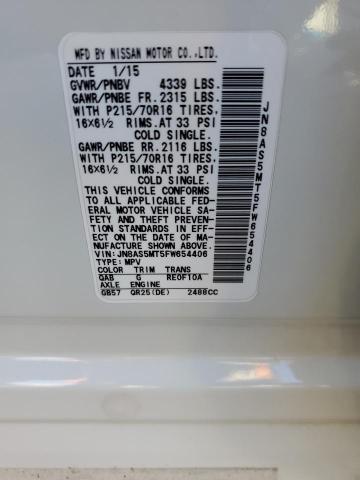 MFD BY NISSAN MOTOR CO.,LTD.
DATE 1/15
GVWR/PNBV 4339 LBS.
GAWR/PNBE FR. 2315 LBS.
WITH P215/70R16 TIRES,
16X6½ RIMS. AT 33 PSI
COLD SINGLE.
GAWR/PNBE RR. 2116 LBS.
WITH P215/70R16 TIRES,
16X6½ RIMS. AT 33 PSI
COLD SINGLE.
THIS VEHICLE CONFORMS
TO ALL APPLICABLE FED-
ERAL MOTOR VEHICLE SA-
FETY AND THEFT PREVEN-
TION STANDARDS IN EFF-
ECT ON THE DATE OF MA-
NUFACTURE SHOWN ABOVE.
VIN: JN8AS5MT5FW654406
TYPE: MPV
COLOR TRIM TRANS
QAB G RE0F10A
AXLE ENGINE
GB57 QR25(DE) 2488CC
JN8AS5MT5FW654406